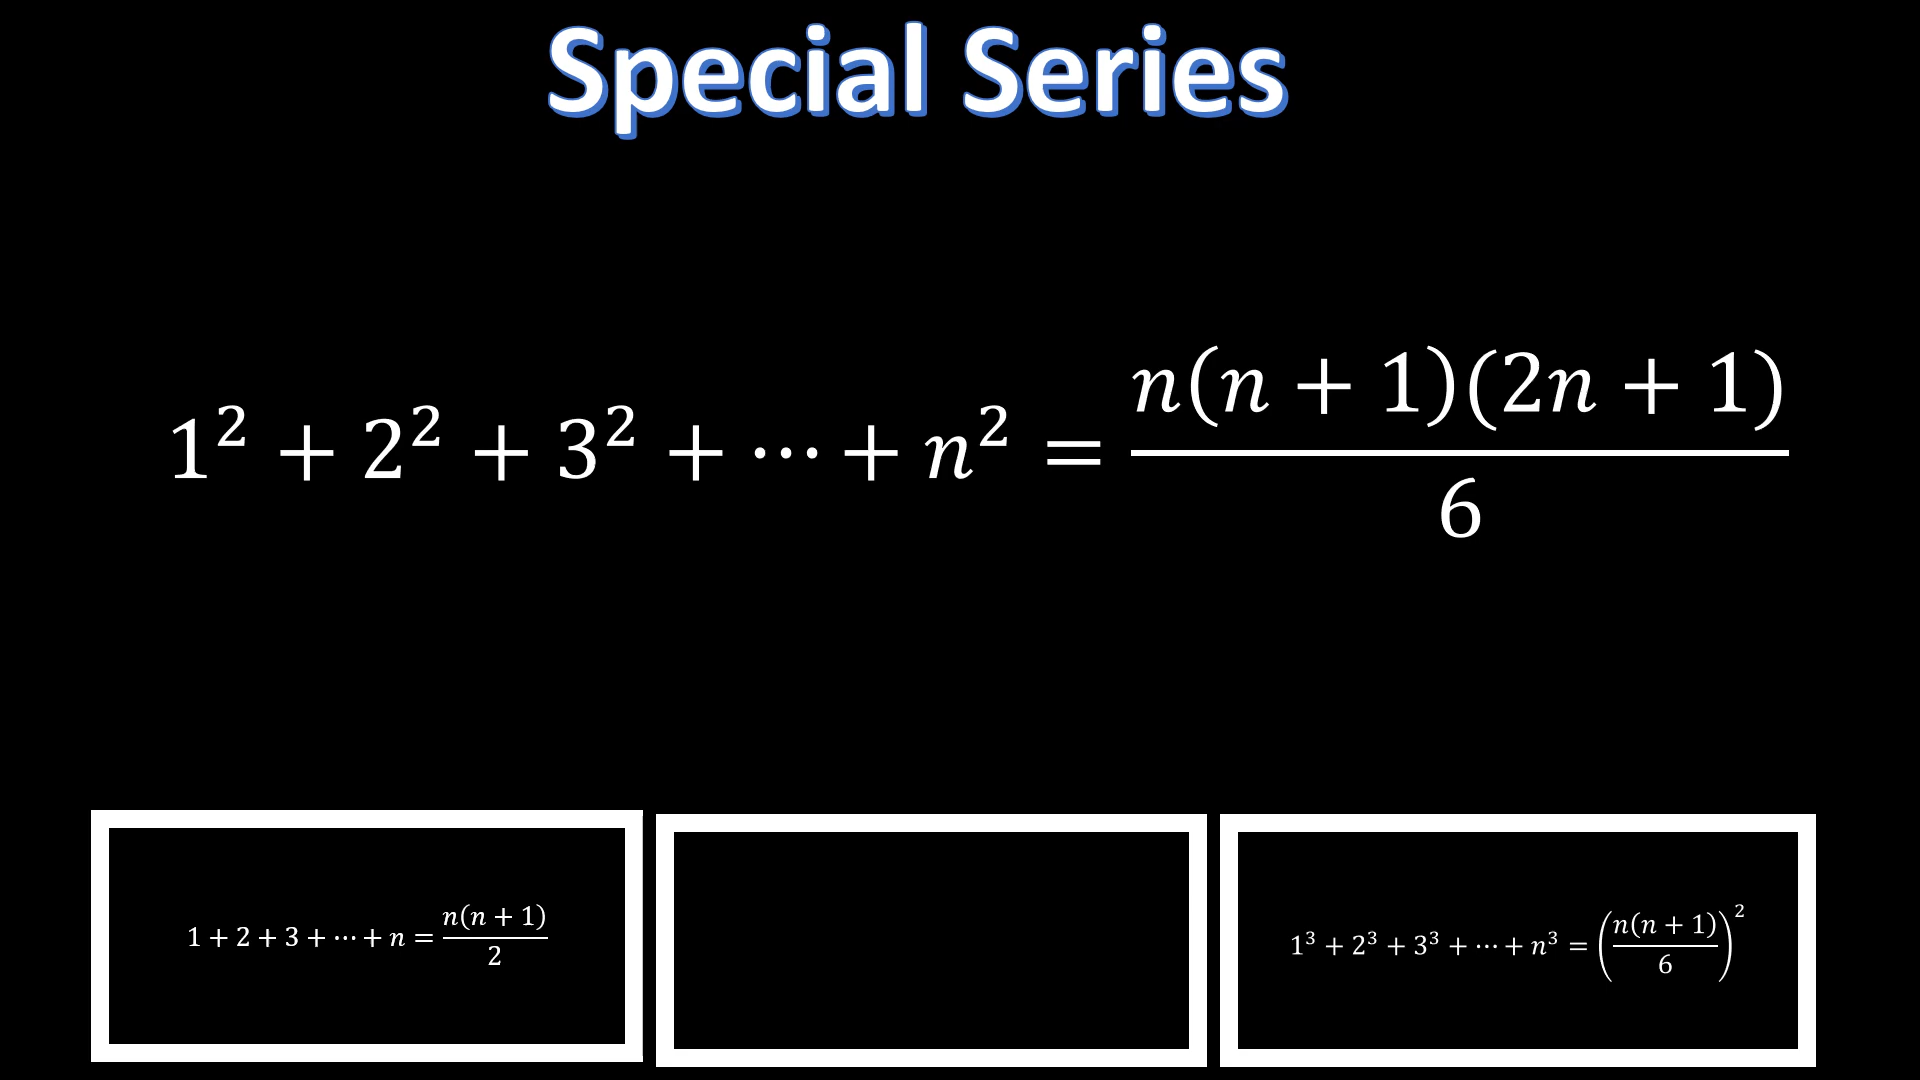 Special Series
1² + 2² + 3² + ⋯ + n² = n(n + 1)(2n + 1) / 6
1 + 2 + 3 + ⋯ + n = n(n + 1) / 2
1³ + 2³ + 3³ + ⋯ + n³ = (n(n + 1) / 6)²